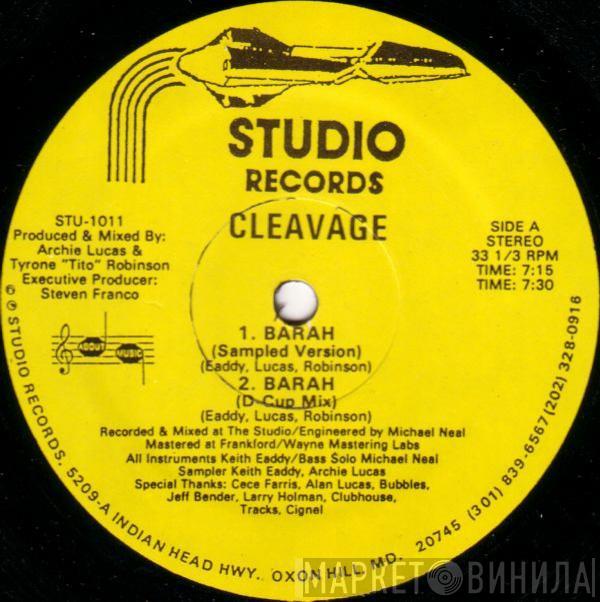 STUDIO
RECORDS
CLEAVAGE
STU-1011
Produced & Mixed By:
Archie Lucas &
Tyrone "Tito" Robinson
Executive Producer:
Steven Franco
SIDE A
STEREO
33 1/3 RPM
TIME: 7:15
TIME: 7:30
ABOUT
MUSIC
1. BARAH
(Sampled Version)
(Eaddy, Lucas, Robinson)
2. BARAH
(D Cup Mix)
(Eaddy, Lucas, Robinson)
Recorded & Mixed at The Studio/Engineered by Michael Neal
Mastered at Frankford/Wayne Mastering Labs
All Instruments Keith Eaddy/Bass Solo Michael Neal
Sampler Keith Eaddy, Archie Lucas
Special Thanks: Cece Farris, Alan Lucas, Bubbles,
Jeff Bender, Larry Holman, Clubhouse,
Tracks, Cignel
© ℗ STUDIO RECORDS. 5209-A INDIAN HEAD HWY.. OXON HILL, MD. 20745 (301) 839-6567 (202) 328-0916
МАРКЕТ ВИНИЛА